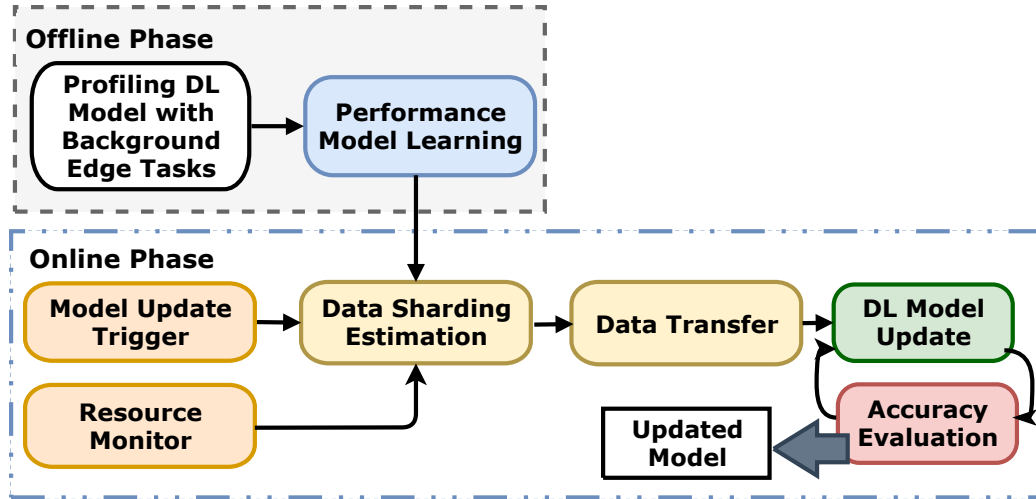 Offline Phase
Profiling DL
Model with
Background
Edge Tasks
Performance
Model Learning
Online Phase
Model Update
Trigger
Data Sharding
Estimation
Data Transfer
DL Model
Update
Resource
Monitor
Updated
Model
Accuracy
Evaluation